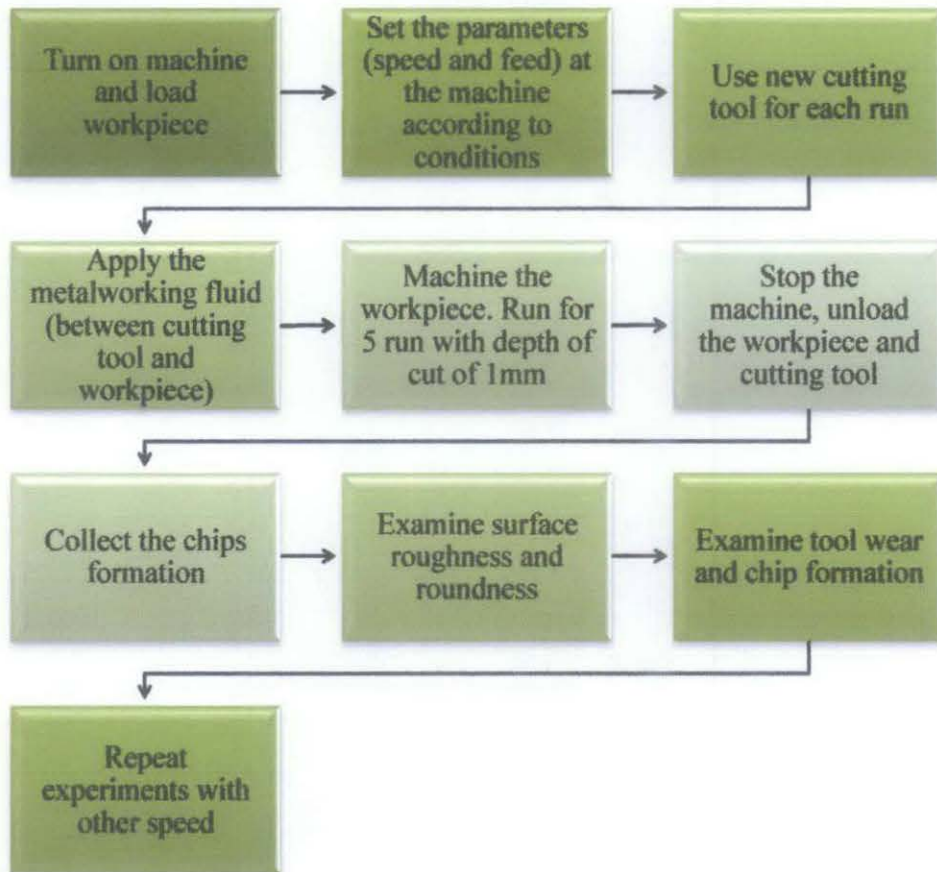 Turn on machine
and load
workpiece
Set the parameters
(speed and feed) at
the machine
according to
conditions
Use new cutting
tool for each run
Apply the
metalworking fluid
(between cutting
tool and
workpiece)
Machine the
workpiece. Run for
5 run with depth of
cut of 1mm
Stop the
machine, unload
the workpiece and
cutting tool
Collect the chips
formation
Examine surface
roughness and
roundness
Examine tool wear
and chip formation
Repeat
experiments with
other speed